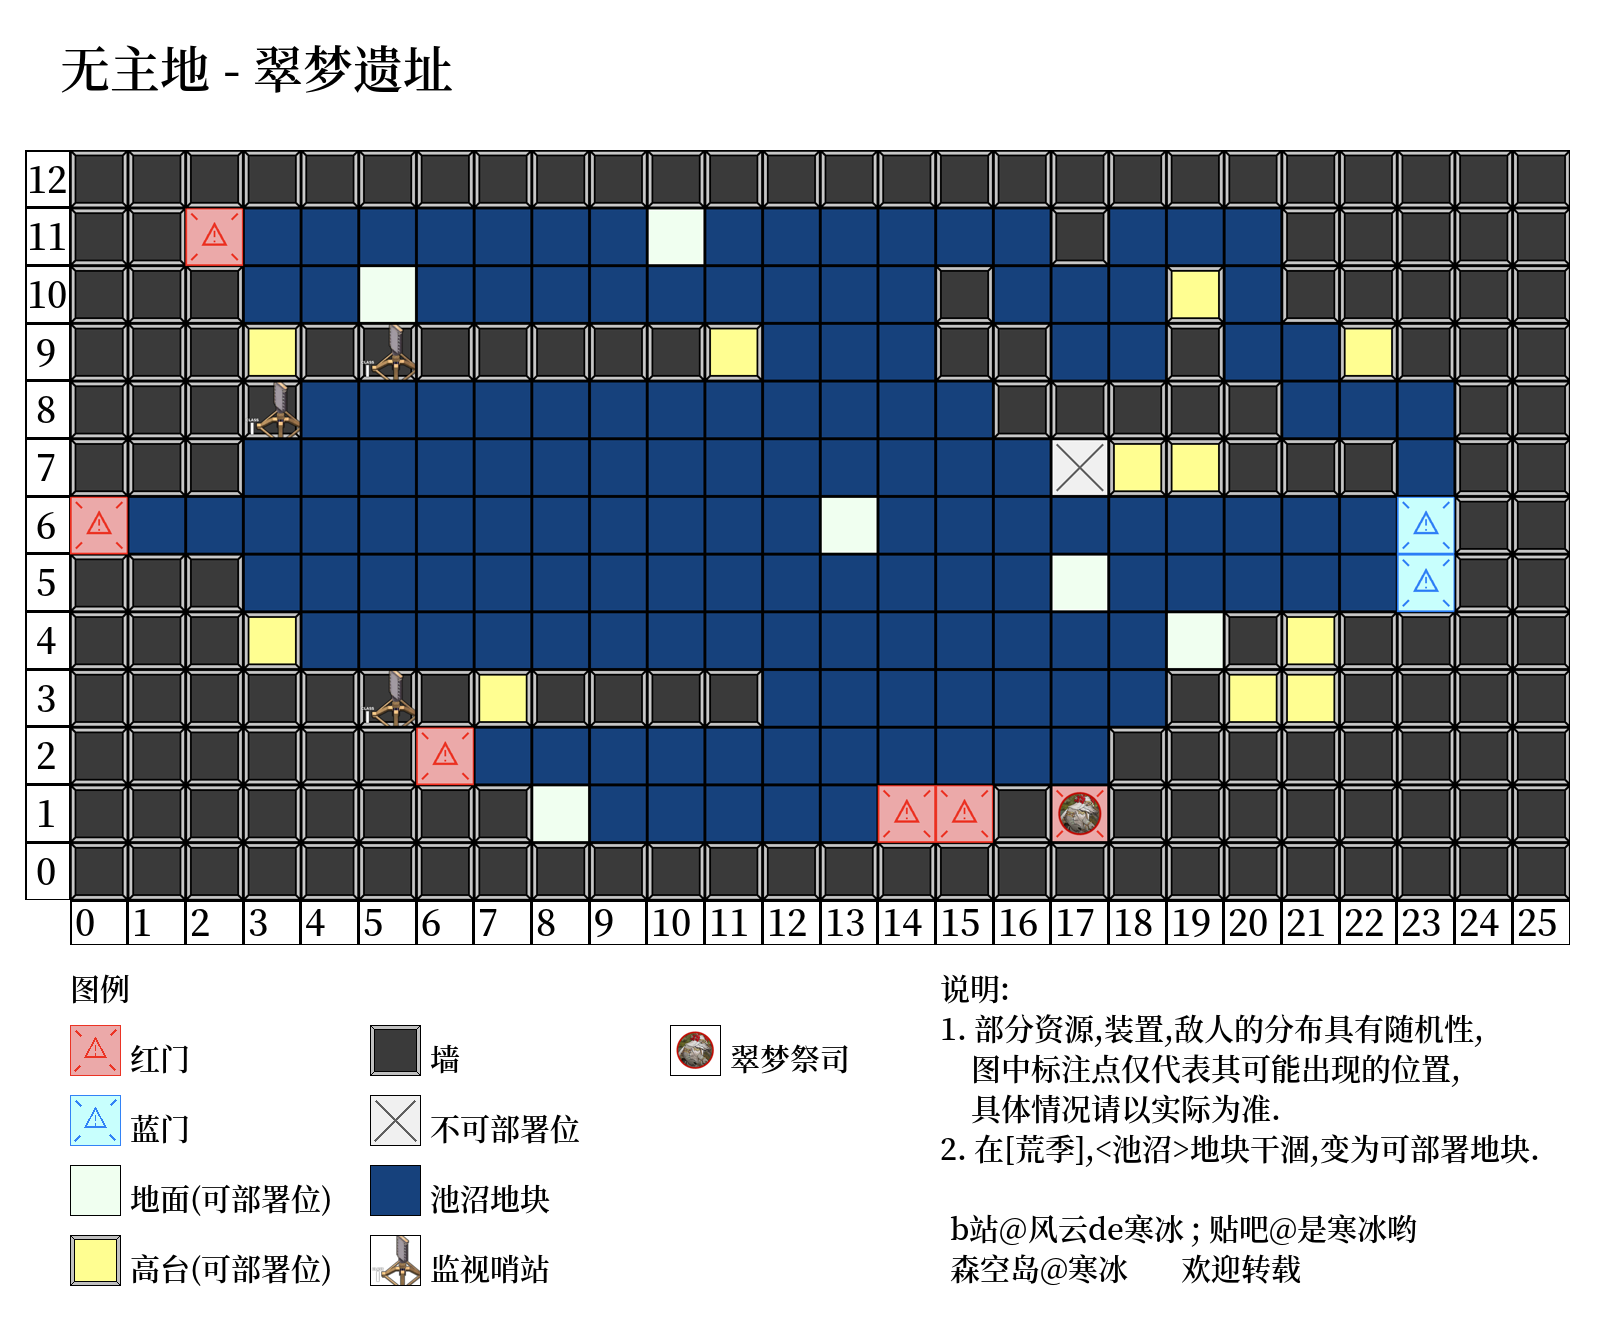 无主地 - 翠梦遗址
12
11
10
9
8
7
6
5
4
3
2
1
0
0 1 2 3 4 5 6 7 8 9 10 11 12 13 14 15 16 17 18 19 20 21 22 23 24 25
图例
红门
墙
翠梦祭司
蓝门
不可部署位
地面(可部署位)
池沼地块
高台(可部署位)
监视哨站
说明:
1. 部分资源,装置,敌人的分布具有随机性,
图中标注点仅代表其可能出现的位置,
具体情况请以实际为准.
2. 在[荒季],<池沼>地块干涸,变为可部署地块.
b站@风云de寒冰 ; 贴吧@是寒冰哟
森空岛@寒冰 欢迎转载